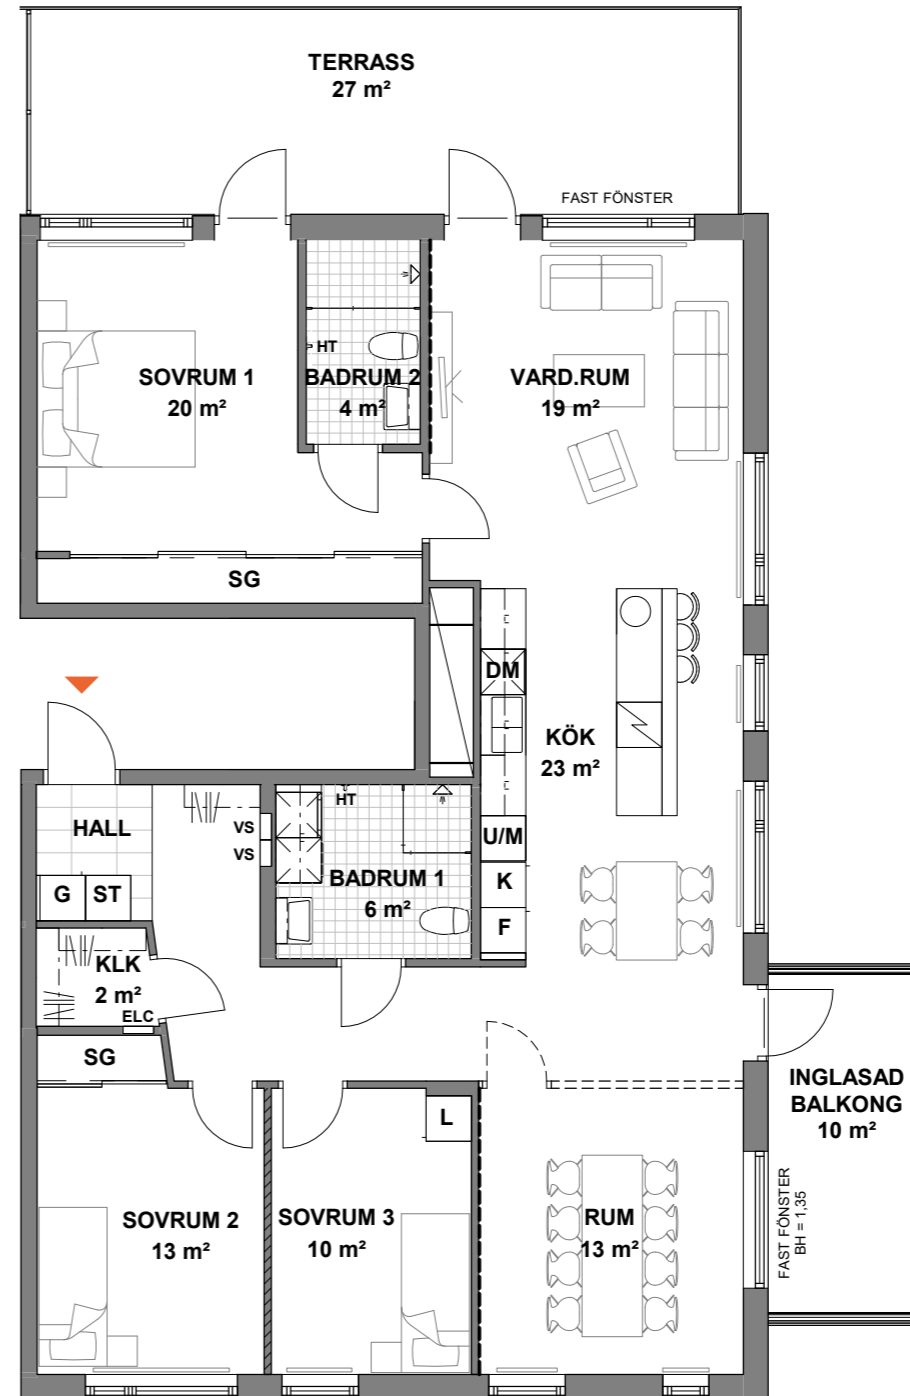 TERRASS
27 m²
FAST FÖNSTER
SOVRUM 1
20 m²
HT
BADRUM 2
4 m²
VARD.RUM
19 m²
SG
DM
KÖK
23 m²
HALL
VS
VS
HT
U/M
G
ST
BADRUM 1
6 m²
K
F
KLK
2 m²
ELC
SG
INGLASAD
BALKONG
10 m²
L
SOVRUM 2
13 m²
SOVRUM 3
10 m²
RUM
13 m²
FAST FÖNSTER
BH = 1,35